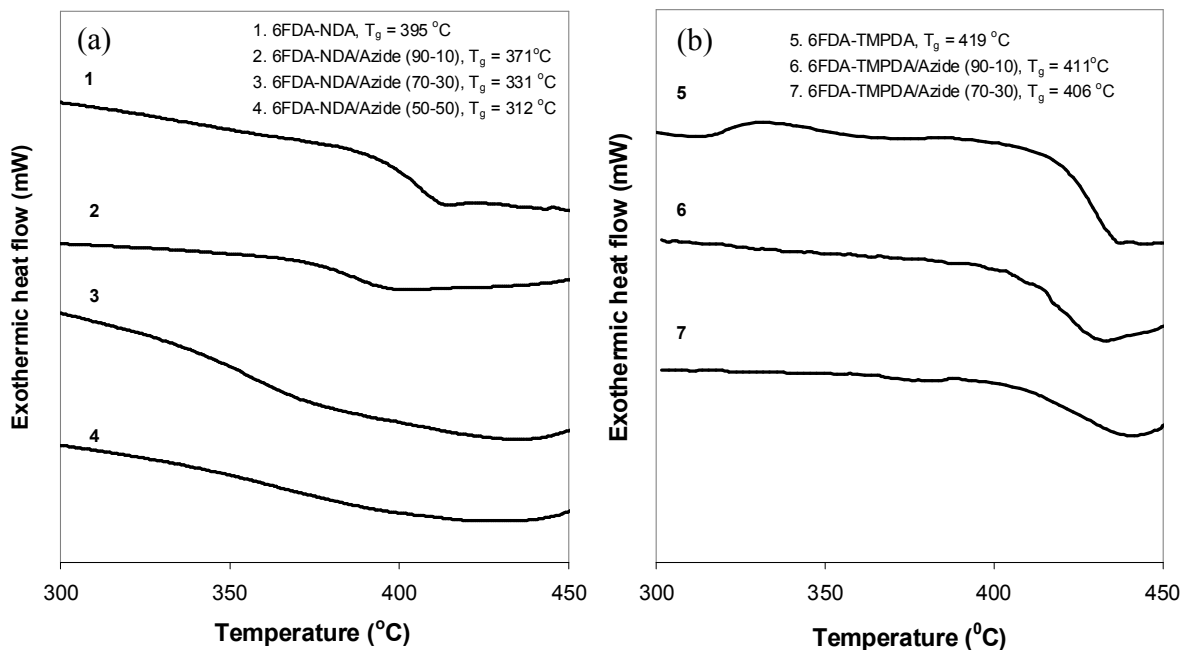 (a)
1. 6FDA-NDA, Tg = 395 °C
2. 6FDA-NDA/Azide (90-10), Tg = 371°C
3. 6FDA-NDA/Azide (70-30), Tg = 331 °C
4. 6FDA-NDA/Azide (50-50), Tg = 312 °C
1
2
3
4
Exothermic heat flow (mW)
300 350 400 450
Temperature (°C)
(b)
5. 6FDA-TMPDA, Tg = 419 °C
6. 6FDA-TMPDA/Azide (90-10), Tg = 411°C
7. 6FDA-TMPDA/Azide (70-30), Tg = 406 °C
5
6
7
Exothermic heat flow (mW)
300 350 400 450
Temperature (⁰C)